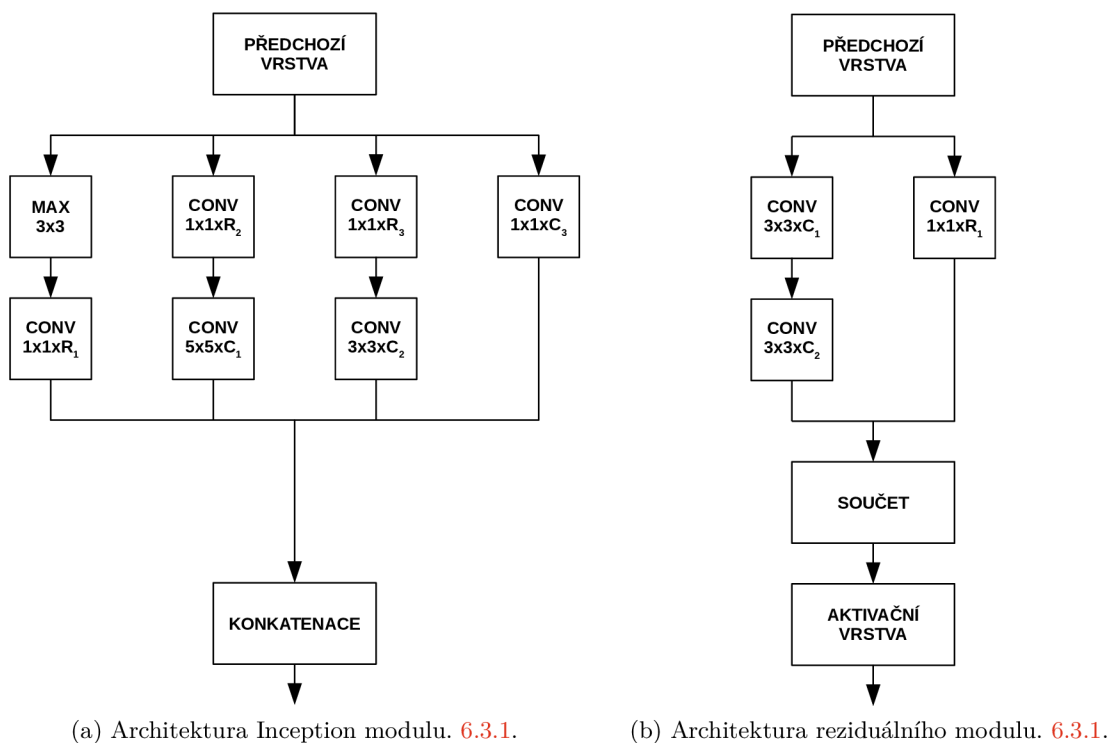 PŘEDCHOZÍ
VRSTVA
MAX
3x3
CONV
1x1xR₂
CONV
1x1xR₃
CONV
1x1xC₃
CONV
1x1xR₁
CONV
5x5xC₁
CONV
3x3xC₂
KONKATENACE
(a) Architektura Inception modulu. 6.3.1.
PŘEDCHOZÍ
VRSTVA
CONV
3x3xC₁
CONV
1x1xR₁
CONV
3x3xC₂
SOUČET
AKTIVAČNÍ
VRSTVA
(b) Architektura reziduálního modulu. 6.3.1.